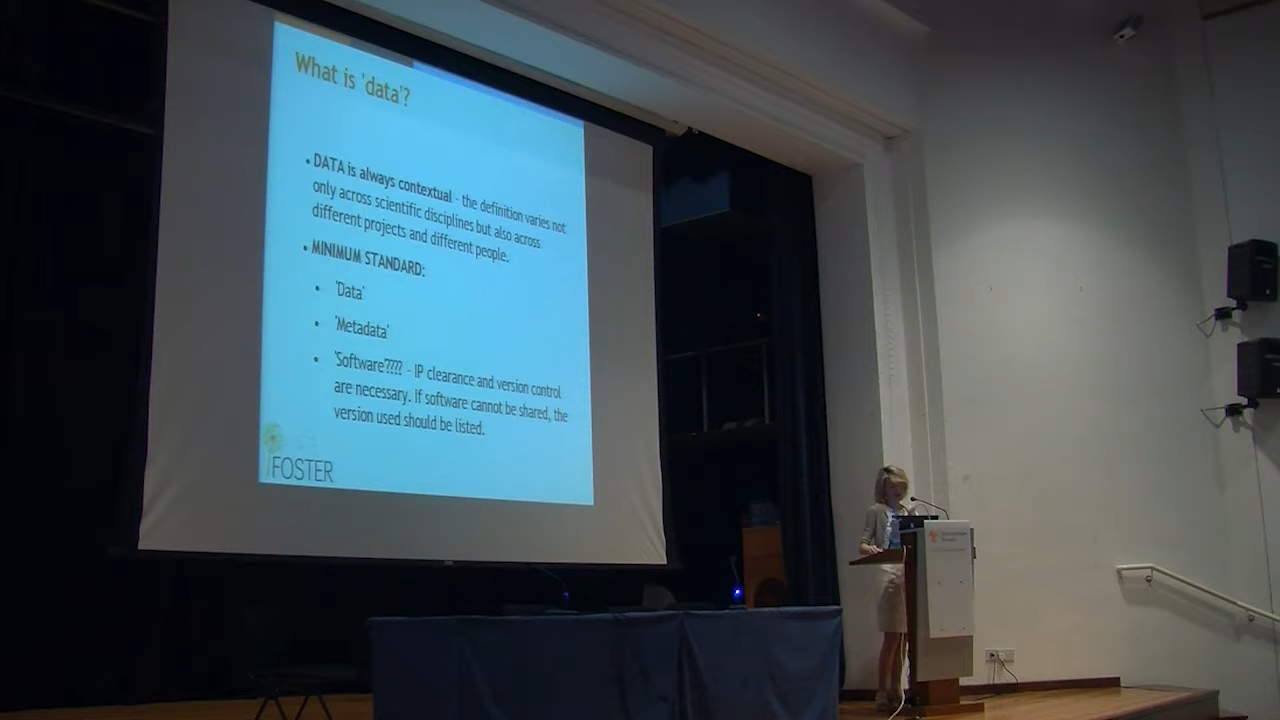 What is 'data'?
• DATA is always contextual - the definition varies not
only across scientific disciplines but also across
different projects and different people.
• MINIMUM STANDARD:
• 'Data'
• 'Metadata'
• 'Software'???? - IP clearance and version control
are necessary. If software cannot be shared, the
version used should be listed.
FOSTER